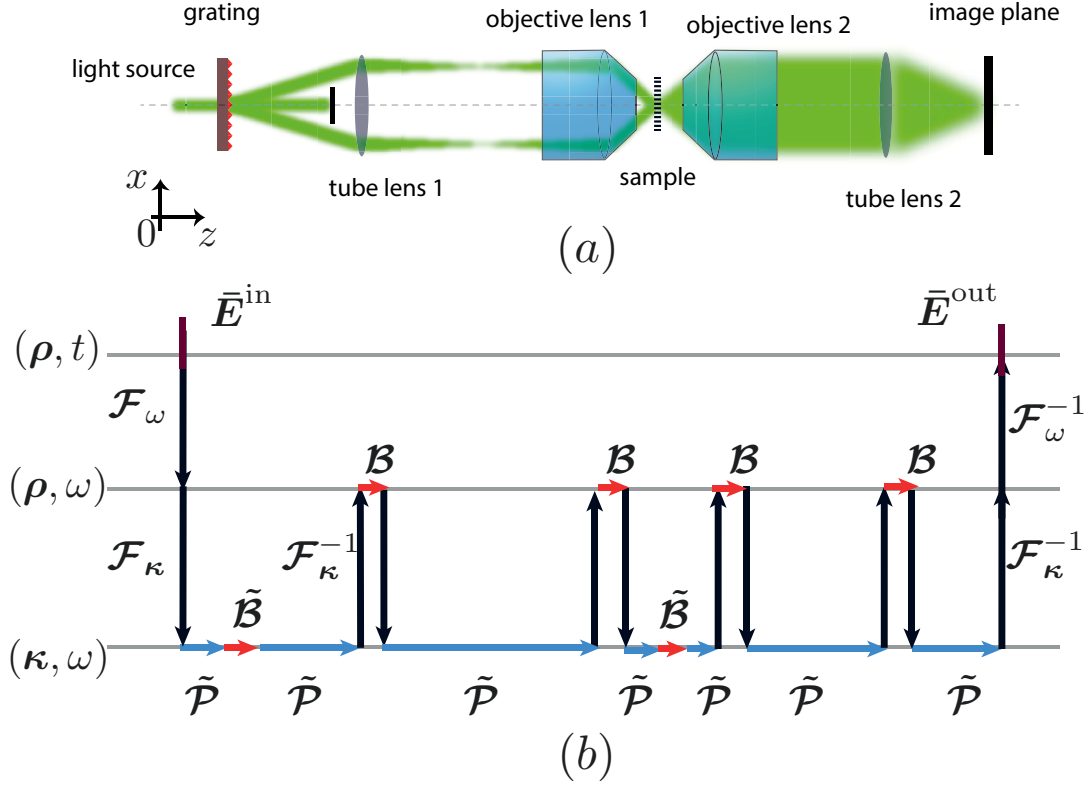 grating
objective lens 1
objective lens 2
image plane
light source
x
0
z
tube lens 1
sample
tube lens 2
(a)
Ē^in
Ē^out
(ρ, t)
ℱ_ω
ℱ_ω^{-1}
(ρ, ω)
ℬ
ℬ
ℬ
ℬ
ℱ_κ
ℱ_κ^{-1}
ℱ_κ^{-1}
ℬ̃
ℬ̃
(κ, ω)
𝒫̃
𝒫̃
𝒫̃
𝒫̃
𝒫̃
𝒫̃
𝒫̃
(b)